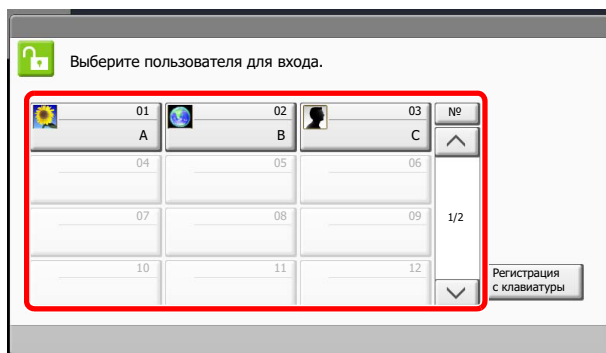 Выберите пользователя для входа.
01 02 03 №
A B C
04 05 06
07 08 09 1/2
10 11 12
Регистрация
с клавиатуры